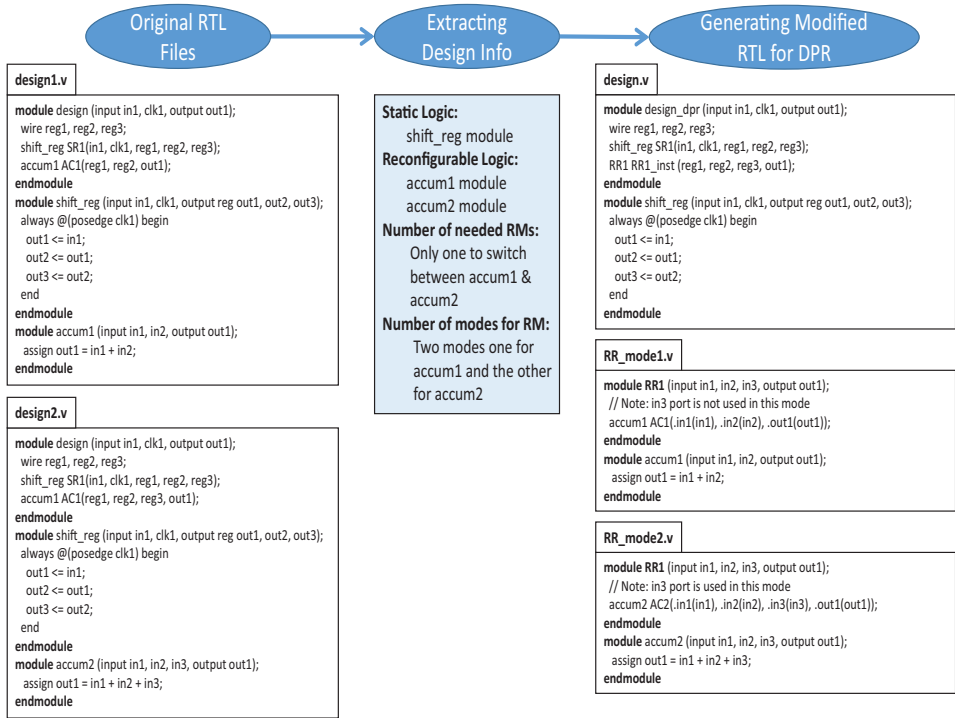 Original RTL
Files
Extracting
Design Info
Generating Modified
RTL for DPR
design1.v
module design (input in1, clk1, output out1);
wire reg1, reg2, reg3;
shift_reg SR1(in1, clk1, reg1, reg2, reg3);
accum1 AC1(reg1, reg2, out1);
endmodule
module shift_reg (input in1, clk1, output reg out1, out2, out3);
always @(posedge clk1) begin
out1 <= in1;
out2 <= out1;
out3 <= out2;
end
endmodule
module accum1 (input in1, in2, output out1);
assign out1 = in1 + in2;
endmodule
design2.v
module design (input in1, clk1, output out1);
wire reg1, reg2, reg3;
shift_reg SR1(in1, clk1, reg1, reg2, reg3);
accum1 AC1(reg1, reg2, reg3, out1);
endmodule
module shift_reg (input in1, clk1, output reg out1, out2, out3);
always @(posedge clk1) begin
out1 <= in1;
out2 <= out1;
out3 <= out2;
end
endmodule
module accum2 (input in1, in2, in3, output out1);
assign out1 = in1 + in2 + in3;
endmodule
Static Logic:
shift_reg module
Reconfigurable Logic:
accum1 module
accum2 module
Number of needed RMs:
Only one to switch
between accum1 &
accum2
Number of modes for RM:
Two modes one for
accum1 and the other
for accum2
design.v
module design_dpr (input in1, clk1, output out1);
wire reg1, reg2, reg3;
shift_reg SR1(in1, clk1, reg1, reg2, reg3);
RR1 RR1_inst (reg1, reg2, reg3, out1);
endmodule
module shift_reg (input in1, clk1, output reg out1, out2, out3);
always @(posedge clk1) begin
out1 <= in1;
out2 <= out1;
out3 <= out2;
end
endmodule
RR_mode1.v
module RR1 (input in1, in2, in3, output out1);
// Note: in3 port is not used in this mode
accum1 AC1(.in1(in1), .in2(in2), .out1(out1));
endmodule
module accum1 (input in1, in2, output out1);
assign out1 = in1 + in2;
endmodule
RR_mode2.v
module RR1 (input in1, in2, in3, output out1);
// Note: in3 port is used in this mode
accum2 AC2(.in1(in1), .in2(in2), .in3(in3), .out1(out1));
endmodule
module accum2 (input in1, in2, in3, output out1);
assign out1 = in1 + in2 + in3;
endmodule